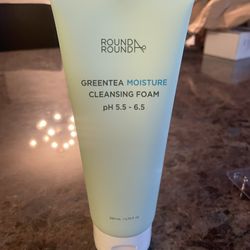 ROUND
ROUND
GREENTEA MOISTURE
CLEANSING FOAM
pH 5.5 - 6.5